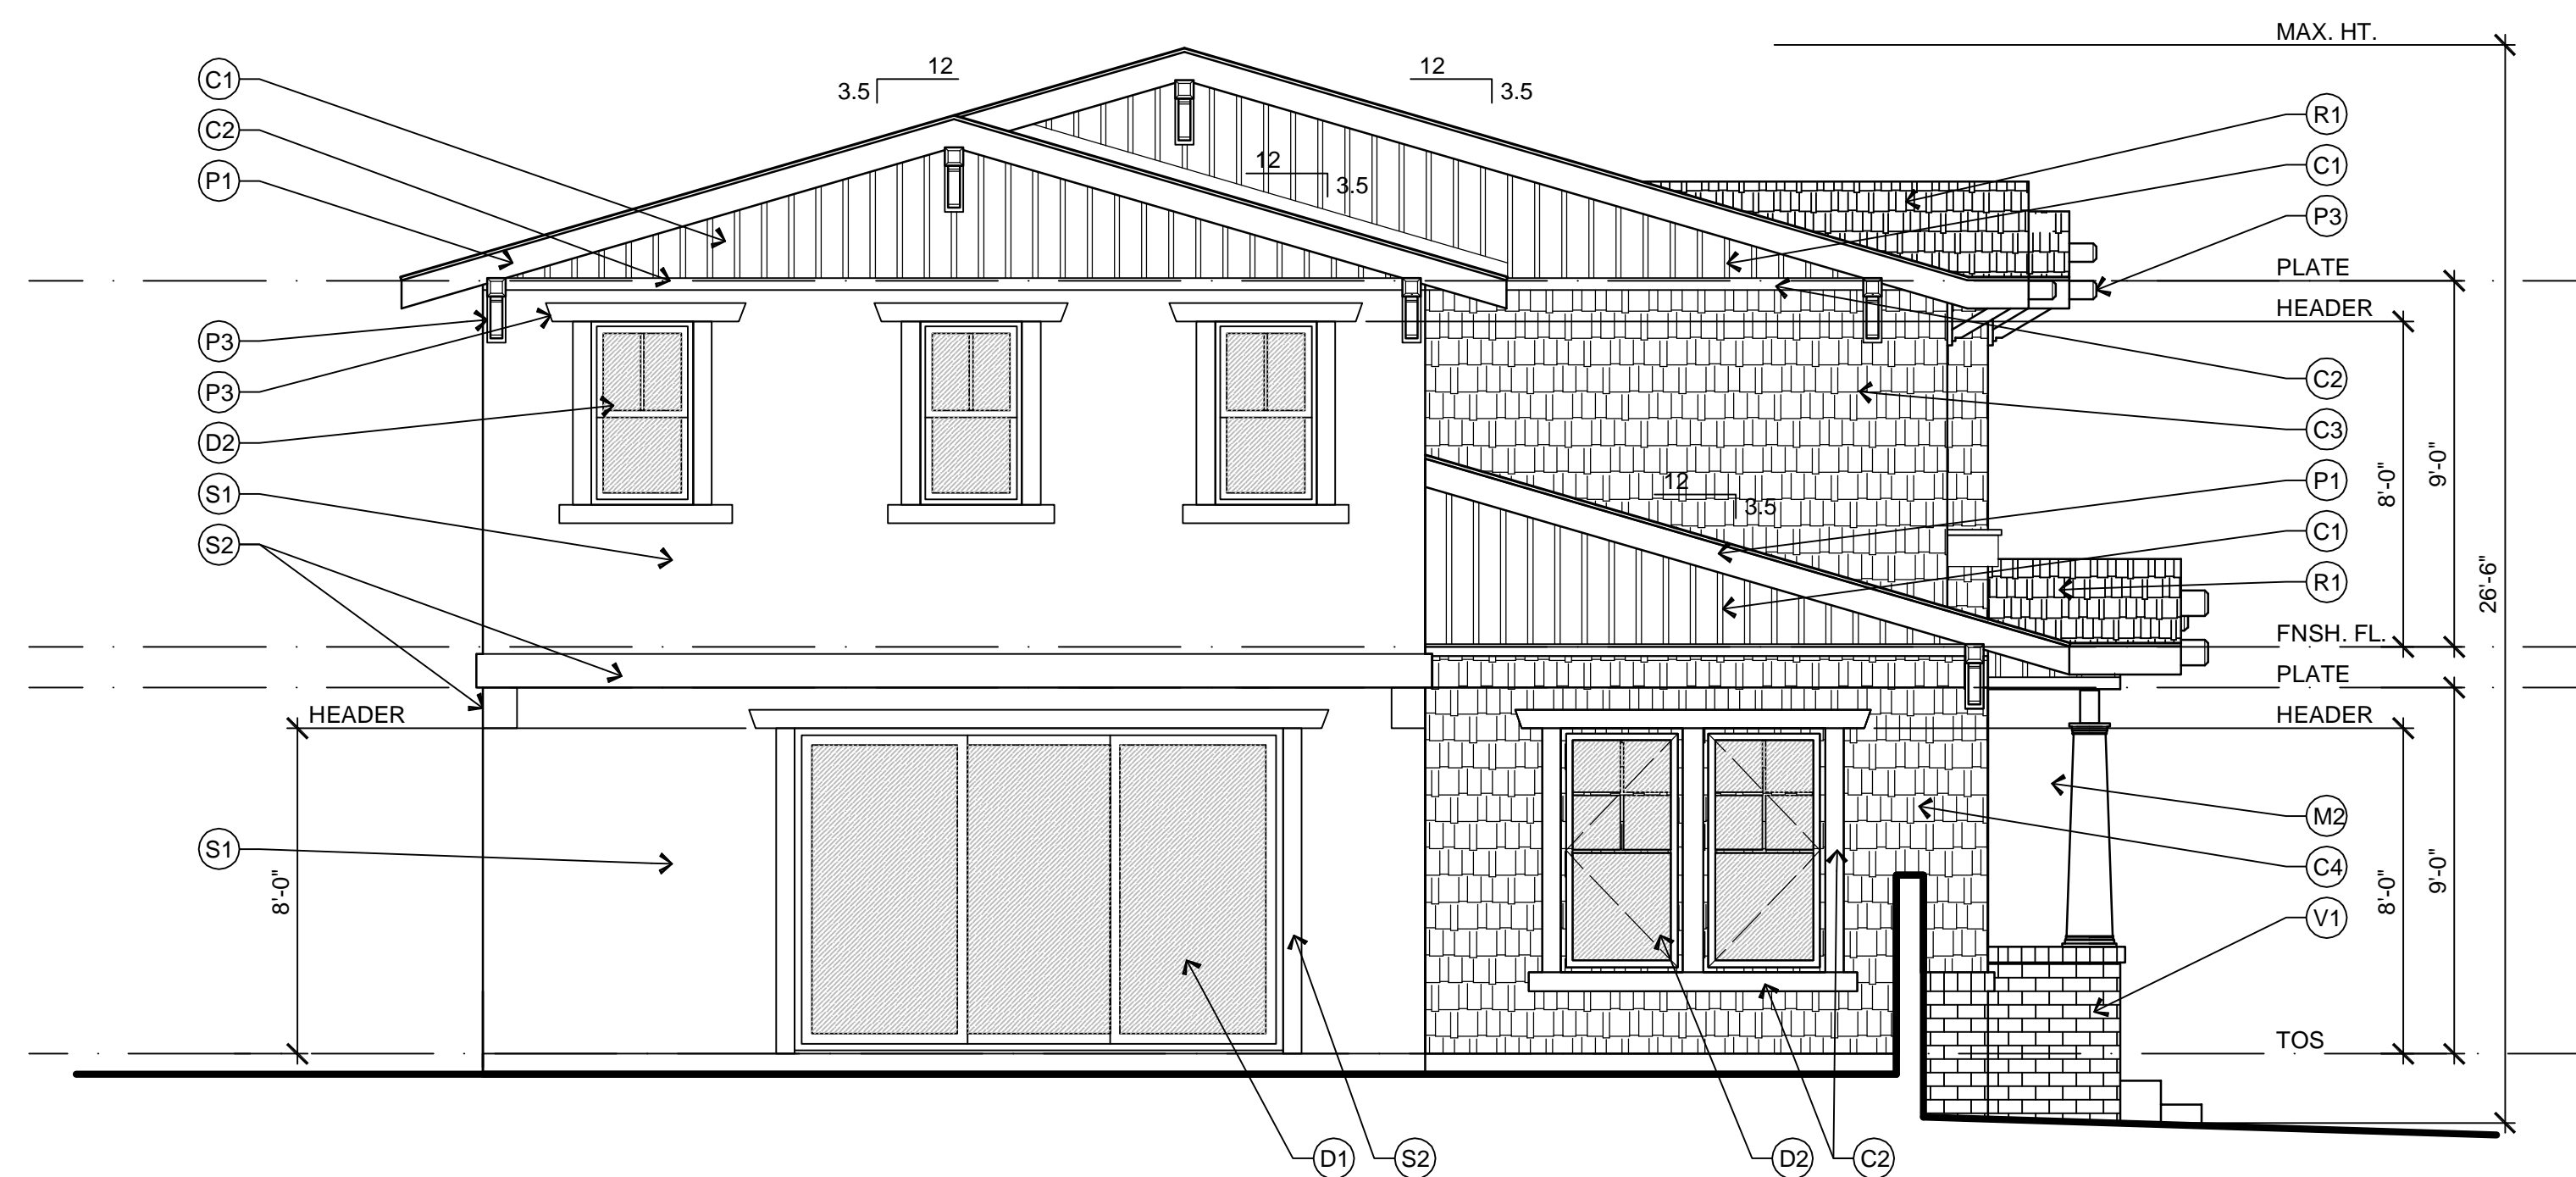 MAX. HT.
12
3.5
12
3.5
12
3.5
12
3.5
C1
C2
P1
P3
P3
D2
S1
S2
S1
HEADER
8'-0"
R1
C1
P3
PLATE
HEADER
C2
C3
P1
C1
R1
8'-0"
9'-0"
26'-6"
FNSH. FL.
PLATE
HEADER
M2
C4
V1
8'-0"
9'-0"
TOS
D1
S2
D2
C2